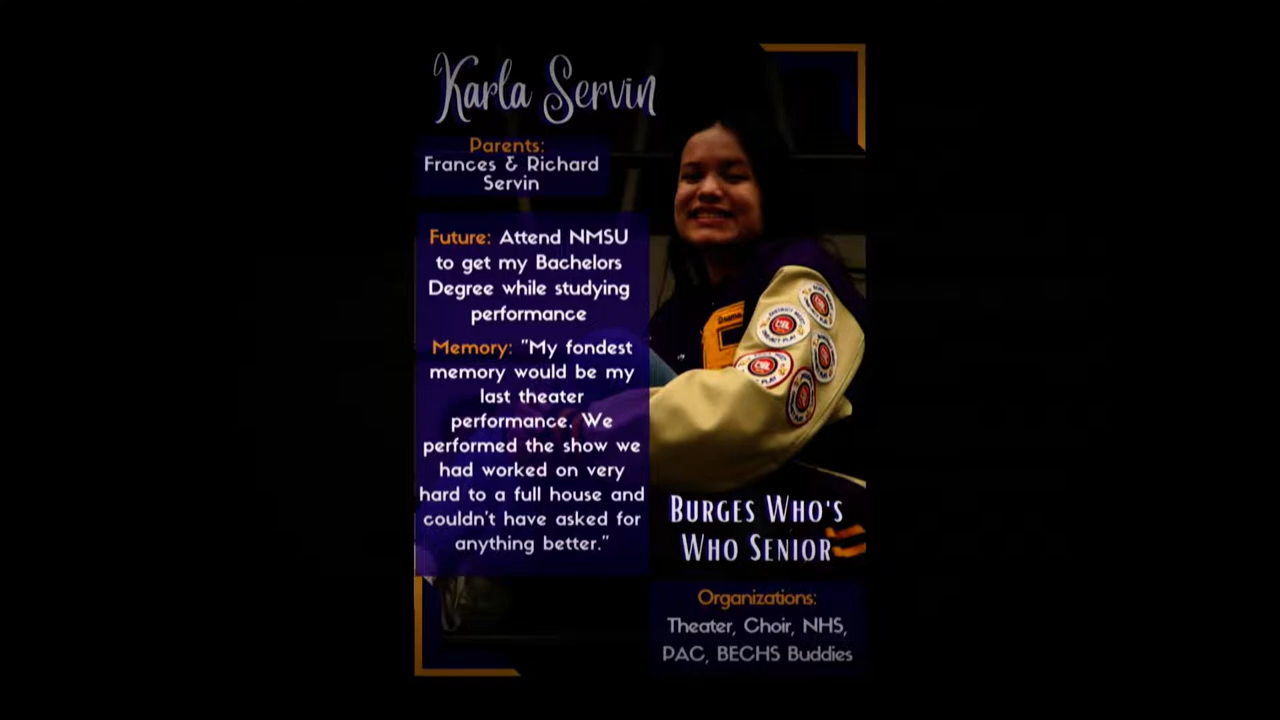 Karla Servin
Parents:
Frances & Richard
Servin
Future: Attend NMSU
to get my Bachelors
Degree while studying
performance
Memory: "My fondest
memory would be my
last theater
performance. We
performed the show we
had worked on very
hard to a full house and
couldn't have asked for
anything better."
BURGES WHO'S
WHO SENIOR
Organizations:
Theater, Choir, NHS,
PAC, BECHS Buddies